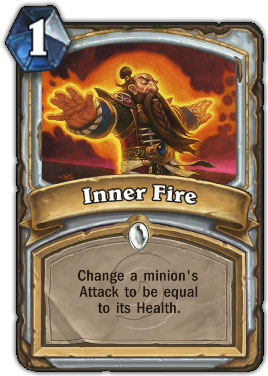 1
Inner Fire
Change a minion's
Attack to be equal
to its Health.